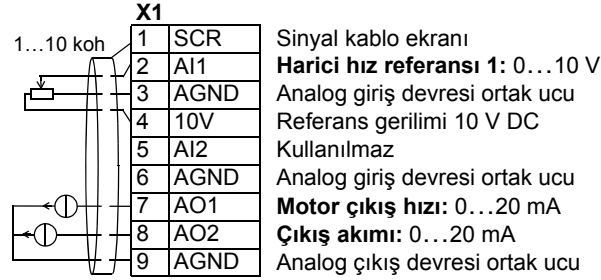 X1
1…10 koh
1 SCR Sinyal kablo ekranı
2 AI1 Harici hız referansı 1: 0…10 V
3 AGND Analog giriş devresi ortak ucu
4 10V Referans gerilimi 10 V DC
5 AI2 Kullanılmaz
6 AGND Analog giriş devresi ortak ucu
7 AO1 Motor çıkış hızı: 0…20 mA
8 AO2 Çıkış akımı: 0…20 mA
9 AGND Analog çıkış devresi ortak ucu